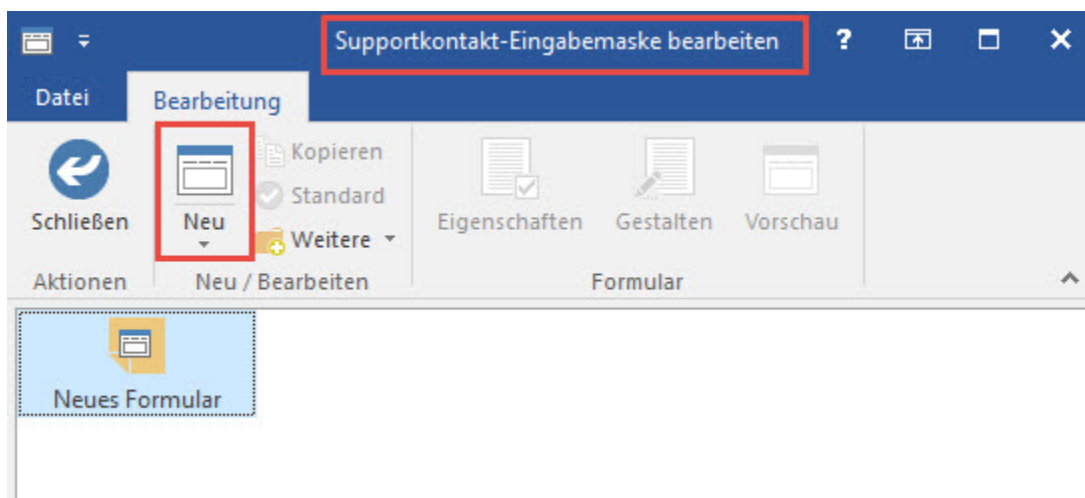 Supportkontakt-Eingabemaske bearbeiten ?
Datei Bearbeitung
Schließen
Neu
Kopieren
Standard
Weitere
Eigenschaften Gestalten Vorschau
Aktionen Neu / Bearbeiten Formular
Neues Formular